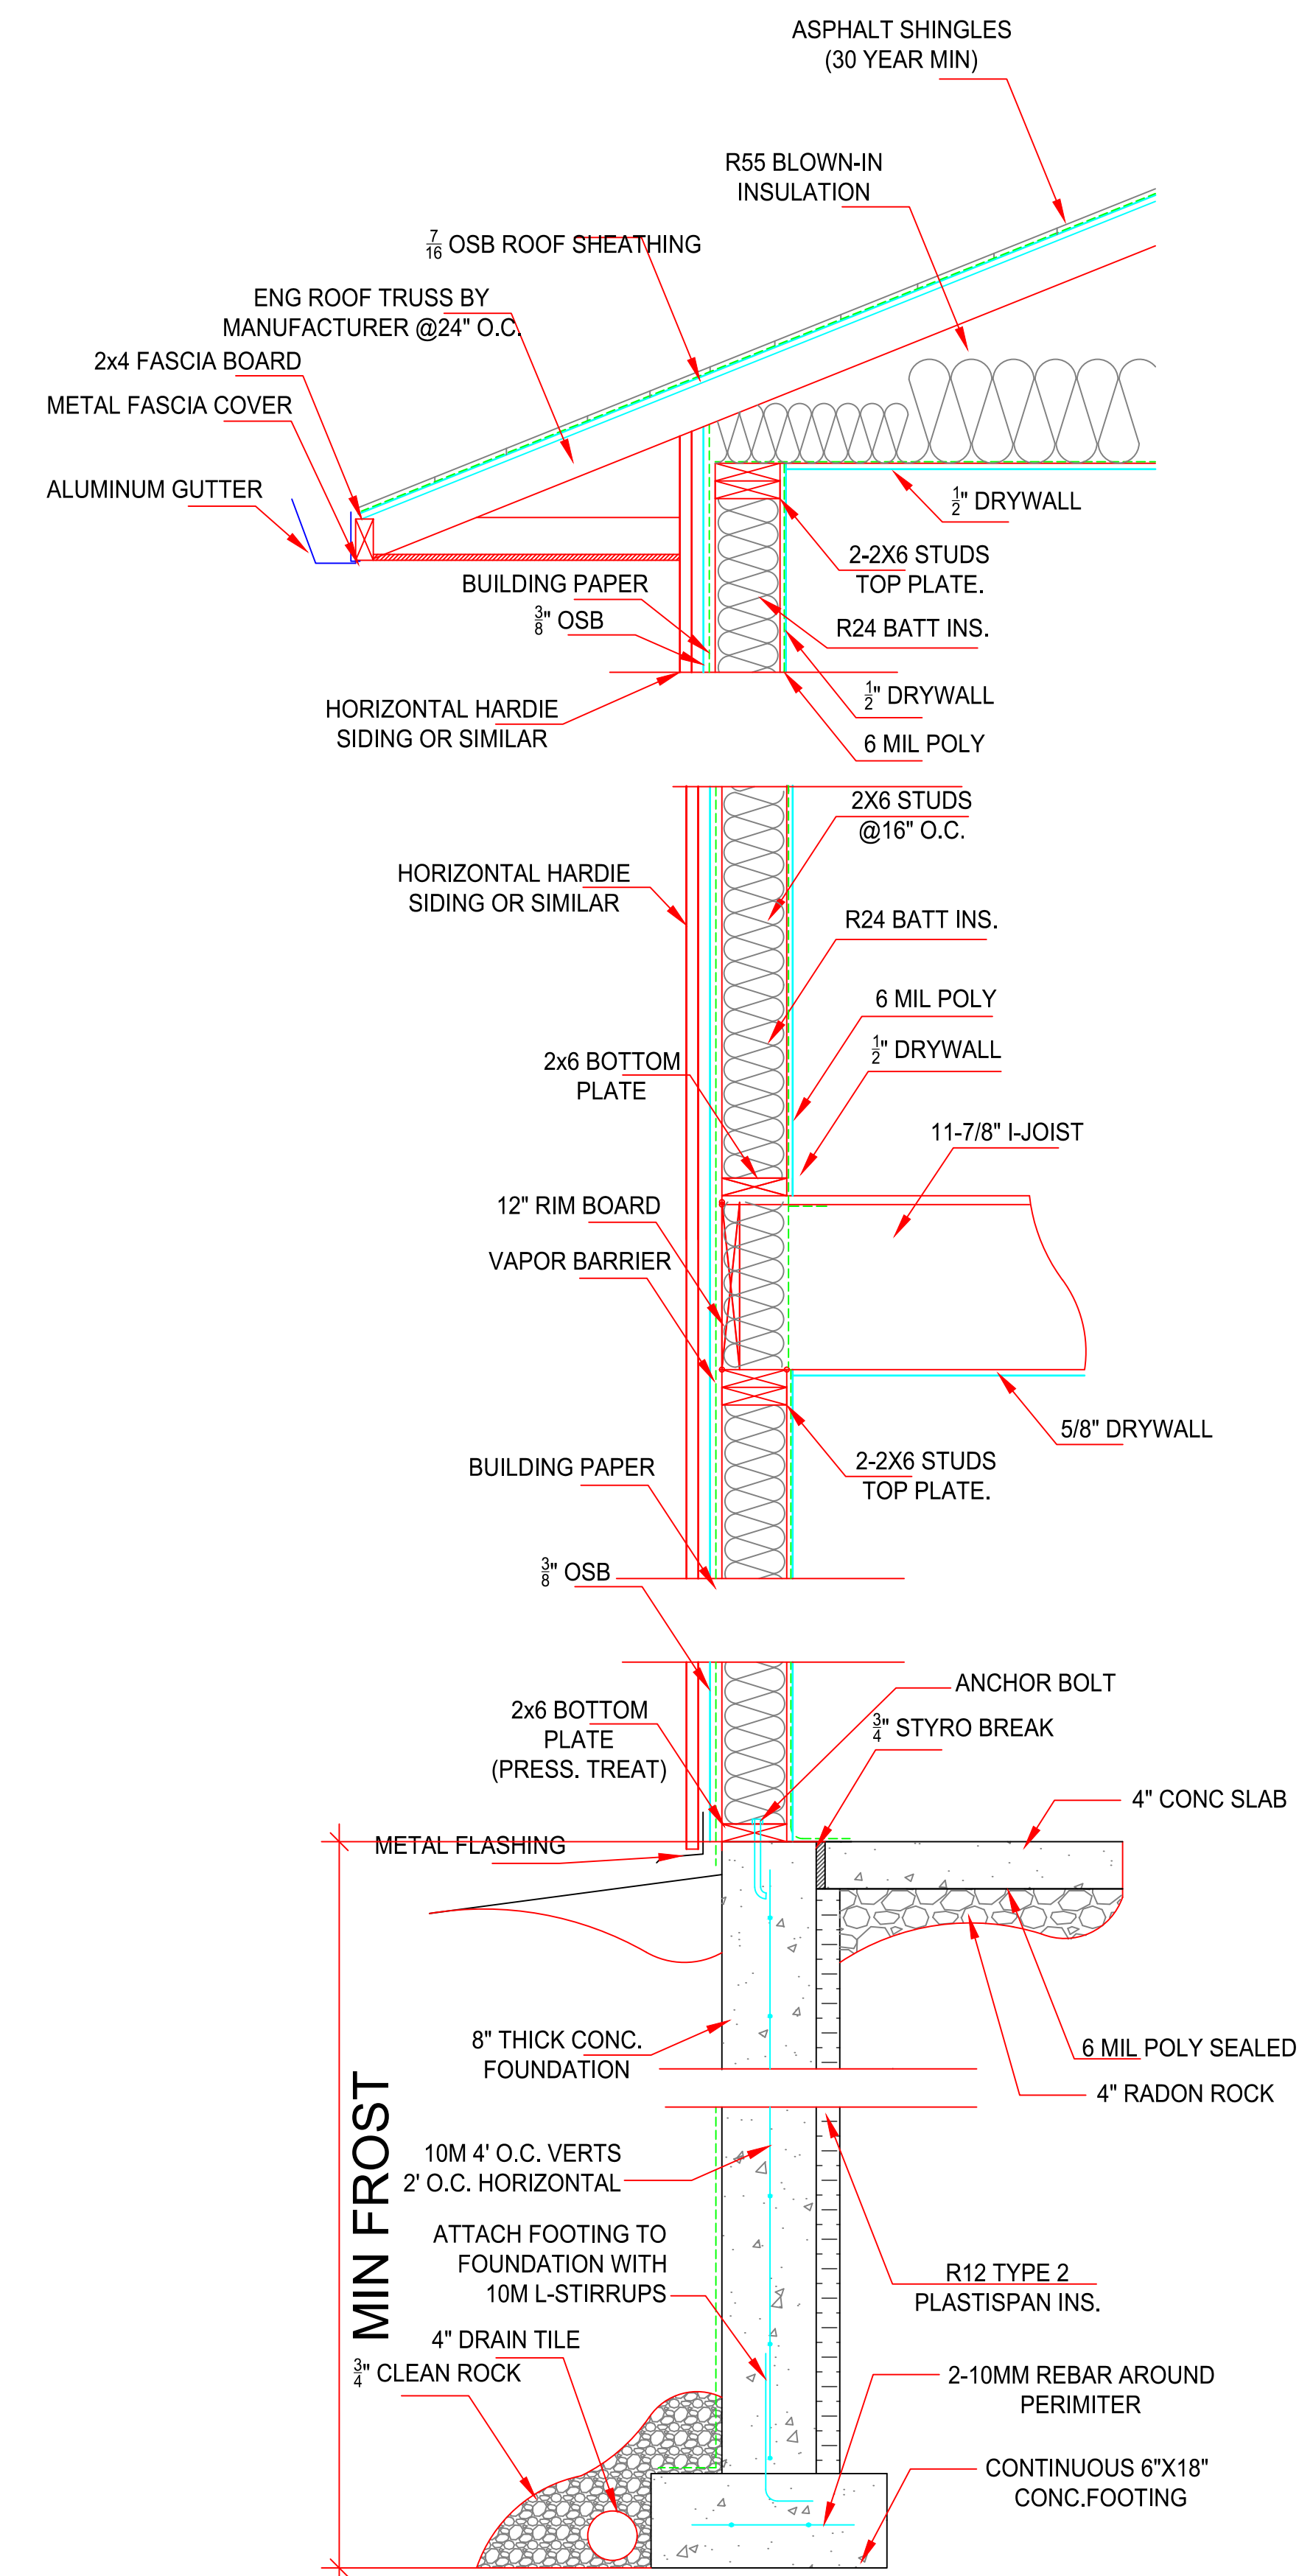 ASPHALT SHINGLES
(30 YEAR MIN)
R55 BLOWN-IN
INSULATION
7/16 OSB ROOF SHEATHING
ENG ROOF TRUSS BY
MANUFACTURER @24" O.C.
2x4 FASCIA BOARD
METAL FASCIA COVER
ALUMINUM GUTTER
1/2" DRYWALL
2-2X6 STUDS
TOP PLATE.
BUILDING PAPER
3/8" OSB
R24 BATT INS.
1/2" DRYWALL
HORIZONTAL HARDIE
SIDING OR SIMILAR
6 MIL POLY
2X6 STUDS
@16" O.C.
HORIZONTAL HARDIE
SIDING OR SIMILAR
R24 BATT INS.
6 MIL POLY
1/2" DRYWALL
2x6 BOTTOM
PLATE
11-7/8" I-JOIST
12" RIM BOARD
VAPOR BARRIER
5/8" DRYWALL
2-2X6 STUDS
TOP PLATE.
BUILDING PAPER
3/8" OSB
ANCHOR BOLT
2x6 BOTTOM
PLATE
(PRESS. TREAT)
3/4" STYRO BREAK
4" CONC SLAB
METAL FLASHING
8" THICK CONC.
FOUNDATION
6 MIL POLY SEALED
4" RADON ROCK
MIN FROST
10M 4' O.C. VERTS
2' O.C. HORIZONTAL
ATTACH FOOTING TO
FOUNDATION WITH
10M L-STIRRUPS
R12 TYPE 2
PLASTISPAN INS.
4" DRAIN TILE
3/4" CLEAN ROCK
2-10MM REBAR AROUND
PERIMITER
CONTINUOUS 6"X18"
CONC.FOOTING